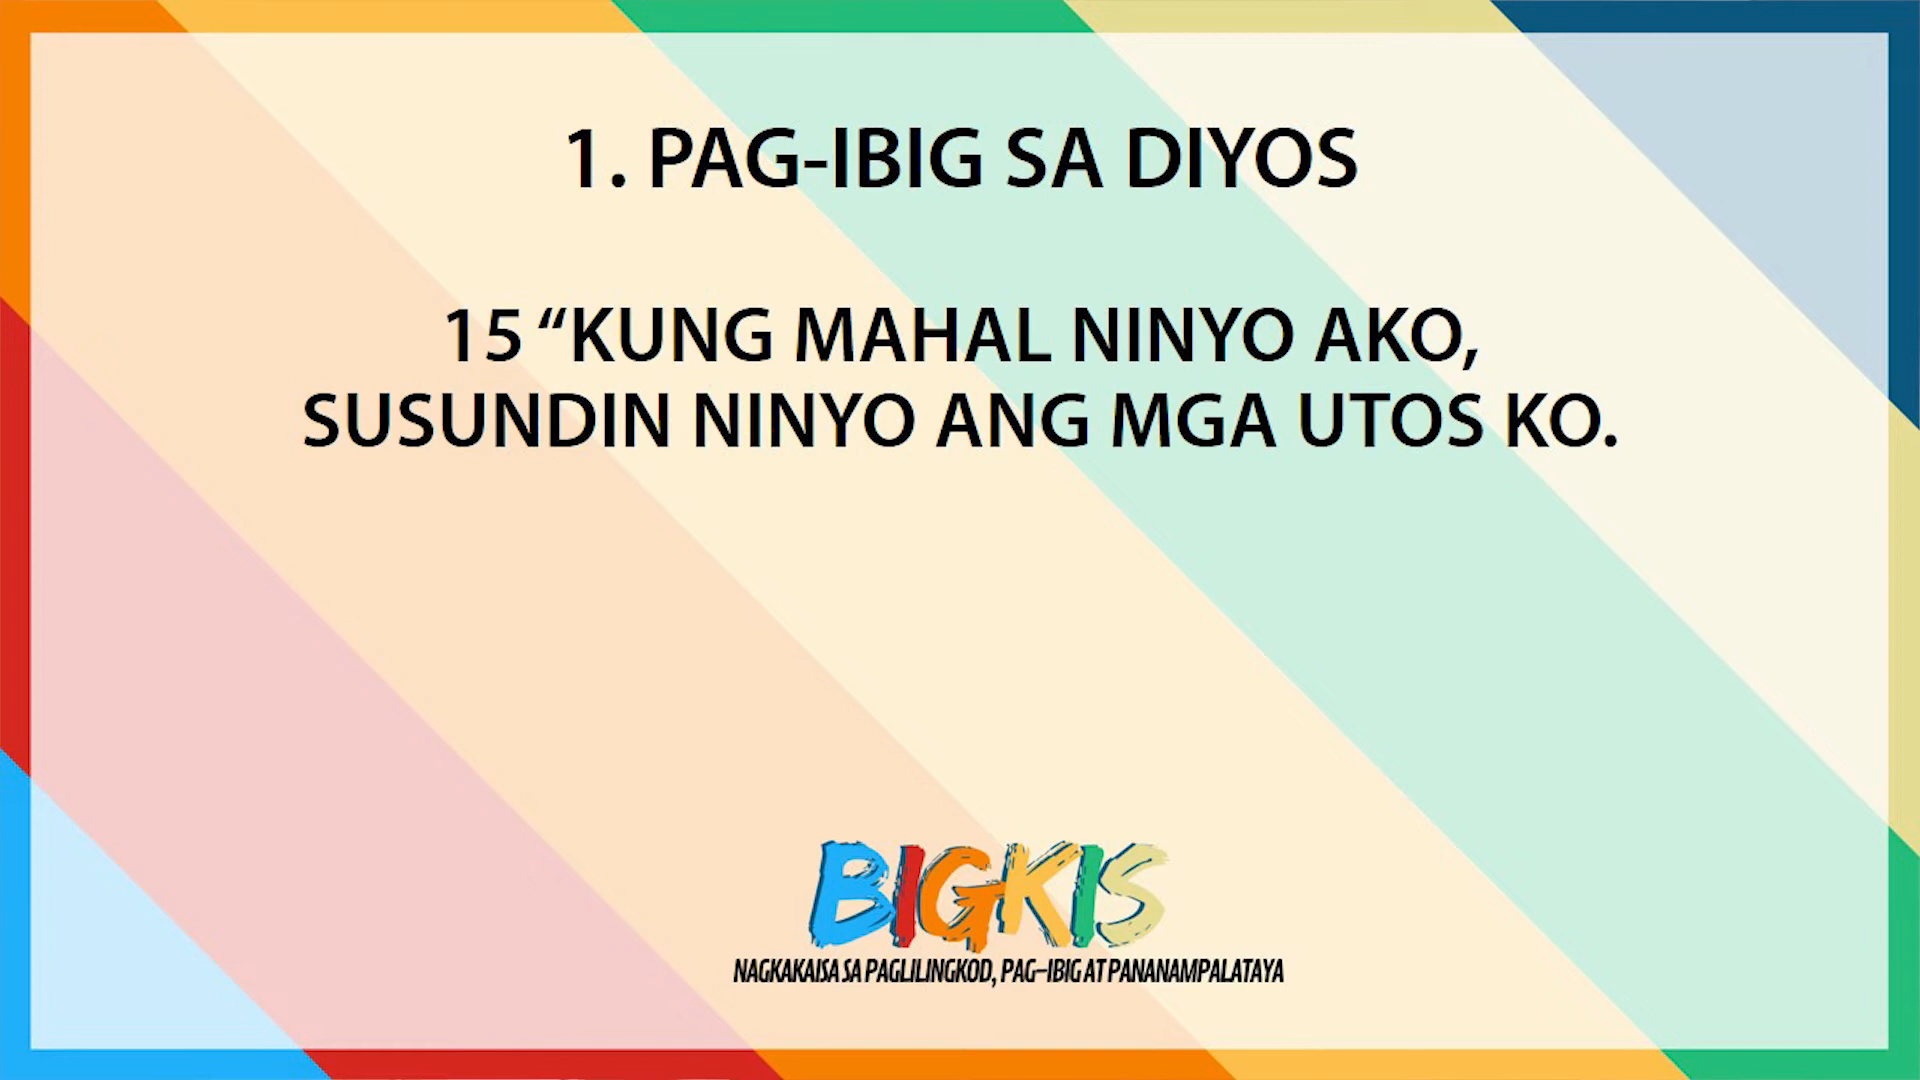 1. PAG-IBIG SA DIYOS
15 “KUNG MAHAL NINYO AKO,
SUSUNDIN NINYO ANG MGA UTOS KO.
BIGKIS
NAGKAKAISA SA PAGLILINGKOD, PAG-IBIG AT PANANAMPALATAYA